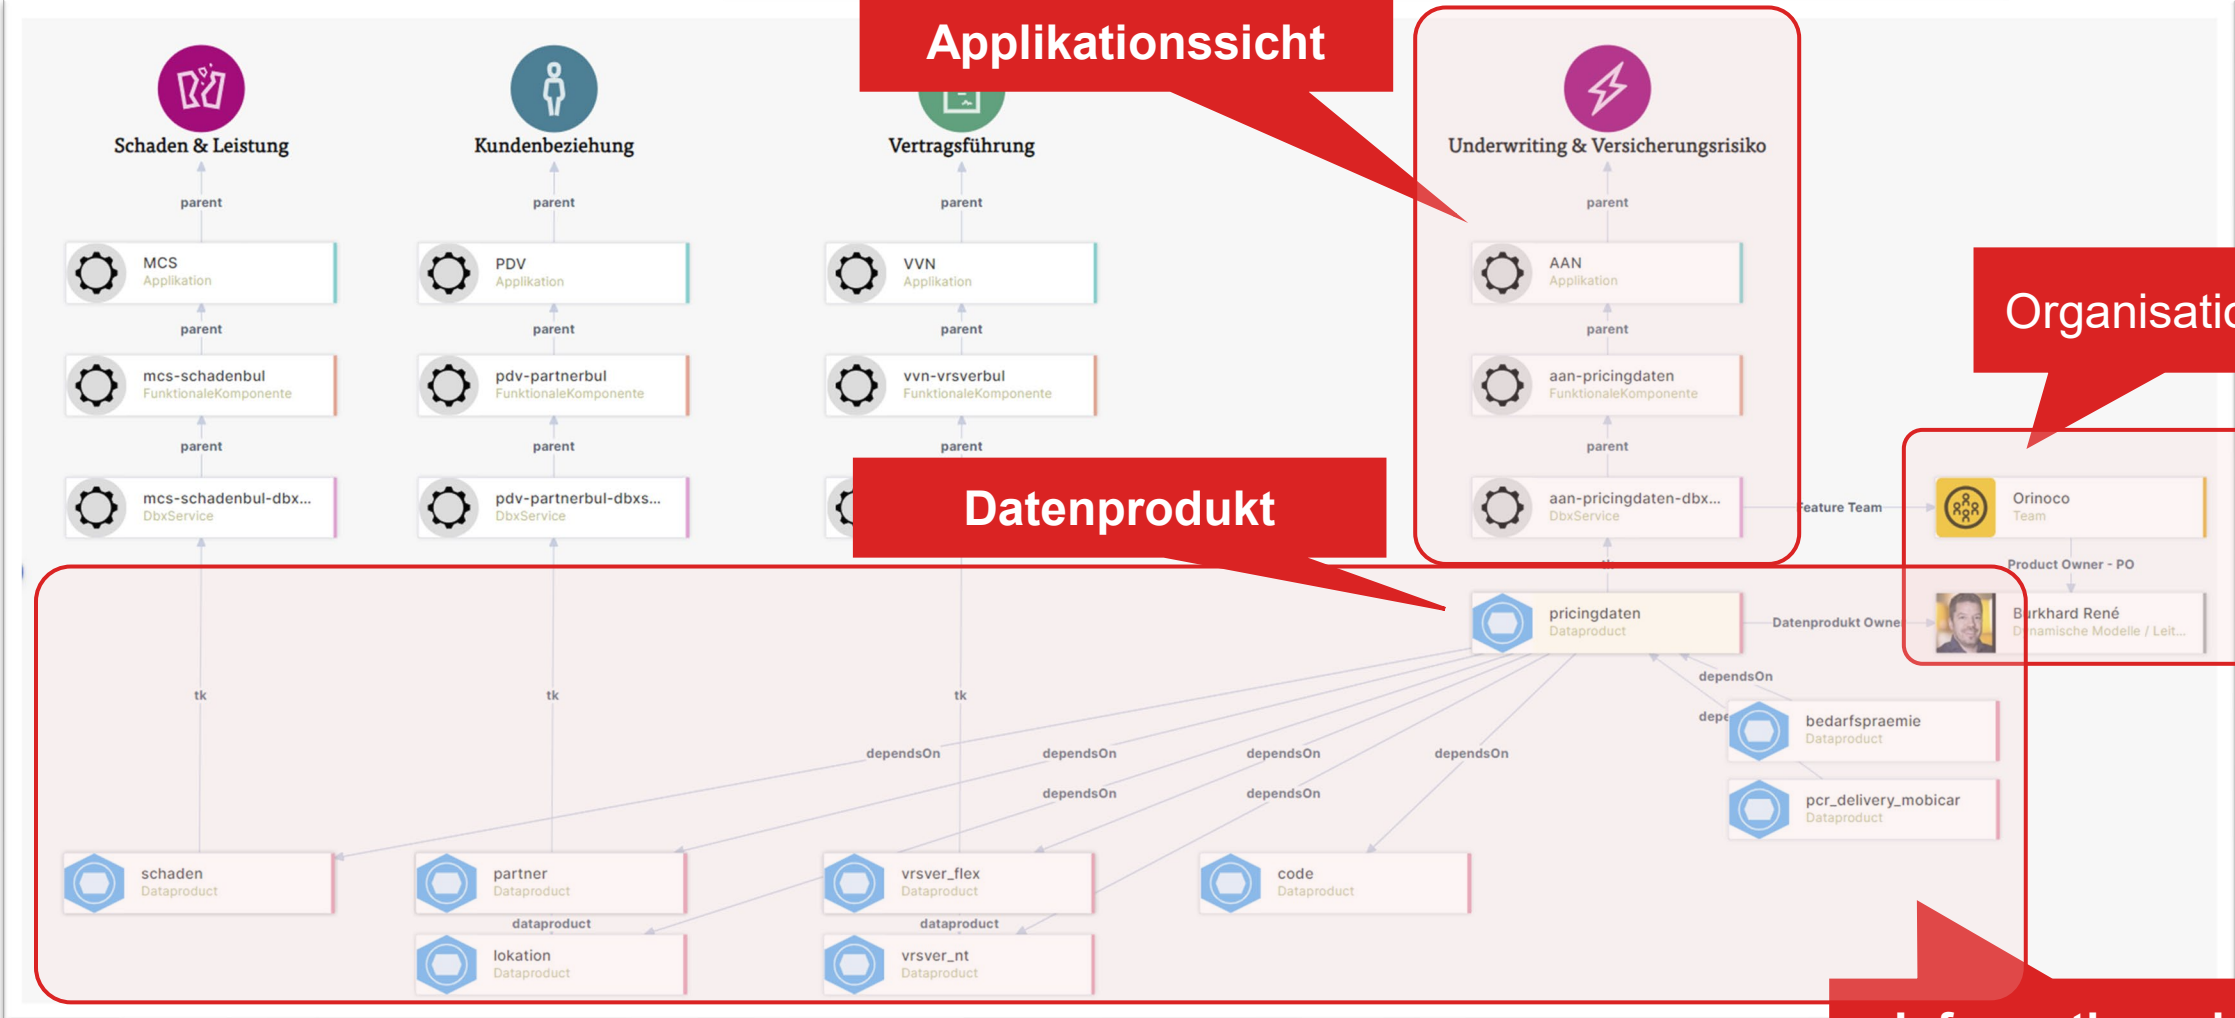 Applikationssicht
Schaden & Leistung
Kundenbeziehung
Vertragsführung
Underwriting & Versicherungsrisiko
parent
parent
parent
parent
MCS
Applikation
PDV
Applikation
VVN
Applikation
AAN
Applikation
parent
parent
parent
parent
mcs-schadenbul
FunktionaleKomponente
pdv-partnerbul
FunktionaleKomponente
vvn-vrsverbul
FunktionaleKomponente
aan-pricingdaten
FunktionaleKomponente
parent
parent
parent
parent
mcs-schadenbul-dbx...
DbxService
pdv-partnerbul-dbxs...
DbxService
Datenprodukt
aan-pricingdaten-dbx...
DbxService
Feature Team
Orinoco
Team
Product Owner - PO
pricingdaten
Dataproduct
Datenprodukt Owne
Burkhard René
Dynamische Modelle / Leit...
tk
tk
tk
dependsOn
bedarfspraemie
Dataproduct
dependsOn
dependsOn
dependsOn
dependsOn
dependsOn
dependsOn
pcr_delivery_mobicar
Dataproduct
schaden
Dataproduct
partner
Dataproduct
vrsver_flex
Dataproduct
code
Dataproduct
dataproduct
dataproduct
lokation
Dataproduct
vrsver_nt
Dataproduct